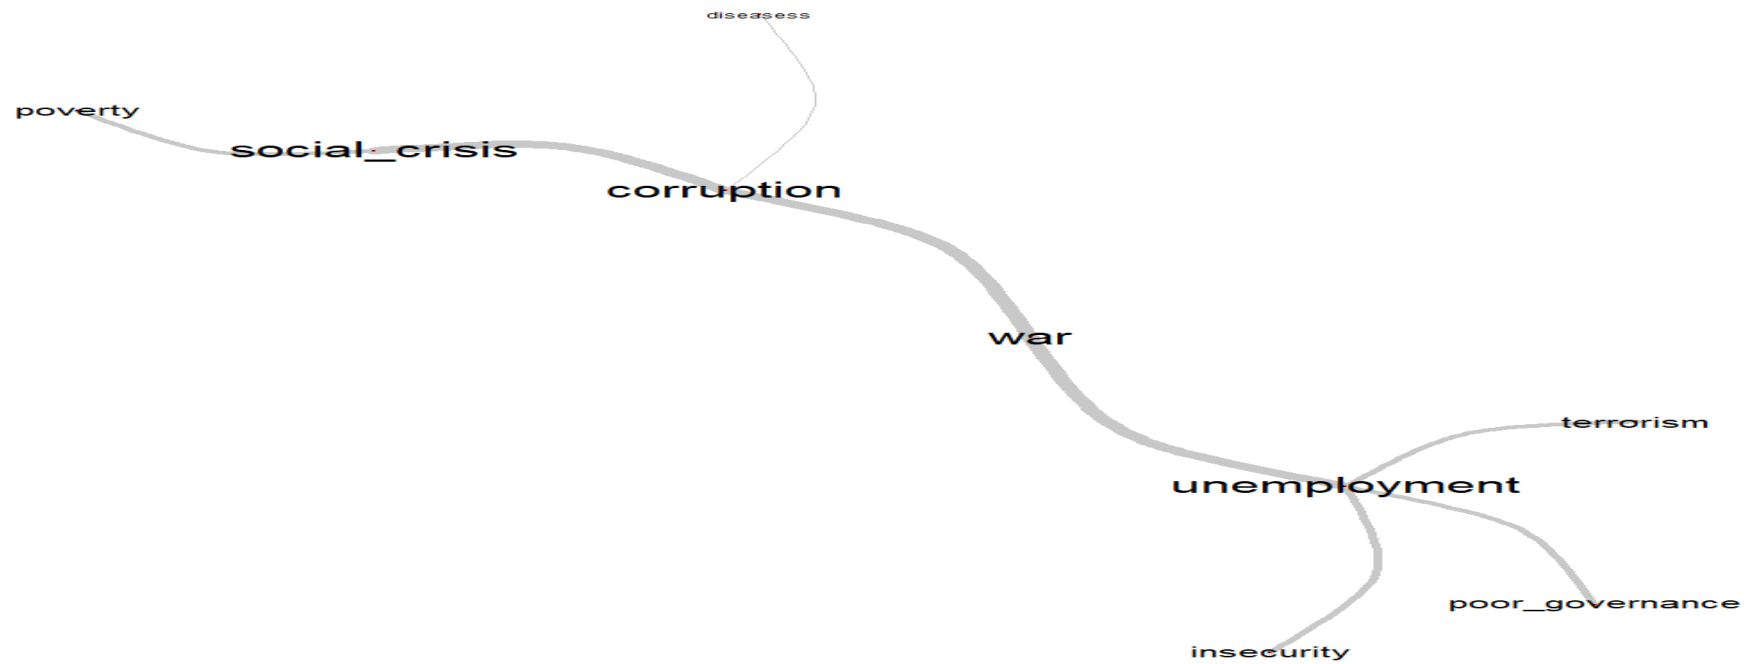 diseasess
poverty
social_crisis
corruption
war
terrorism
unemployment
poor_governance
insecurity